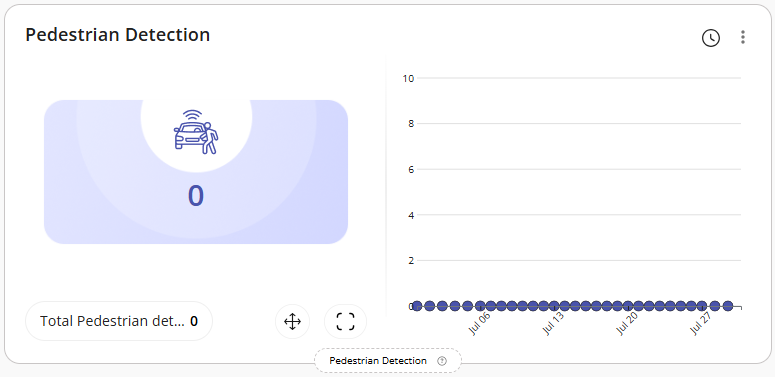 Pedestrian Detection
10
8
6
4
2
0
0
Jul 06
Jul 13
Jul 20
Jul 27
Total Pedestrian det... 0
Pedestrian Detection